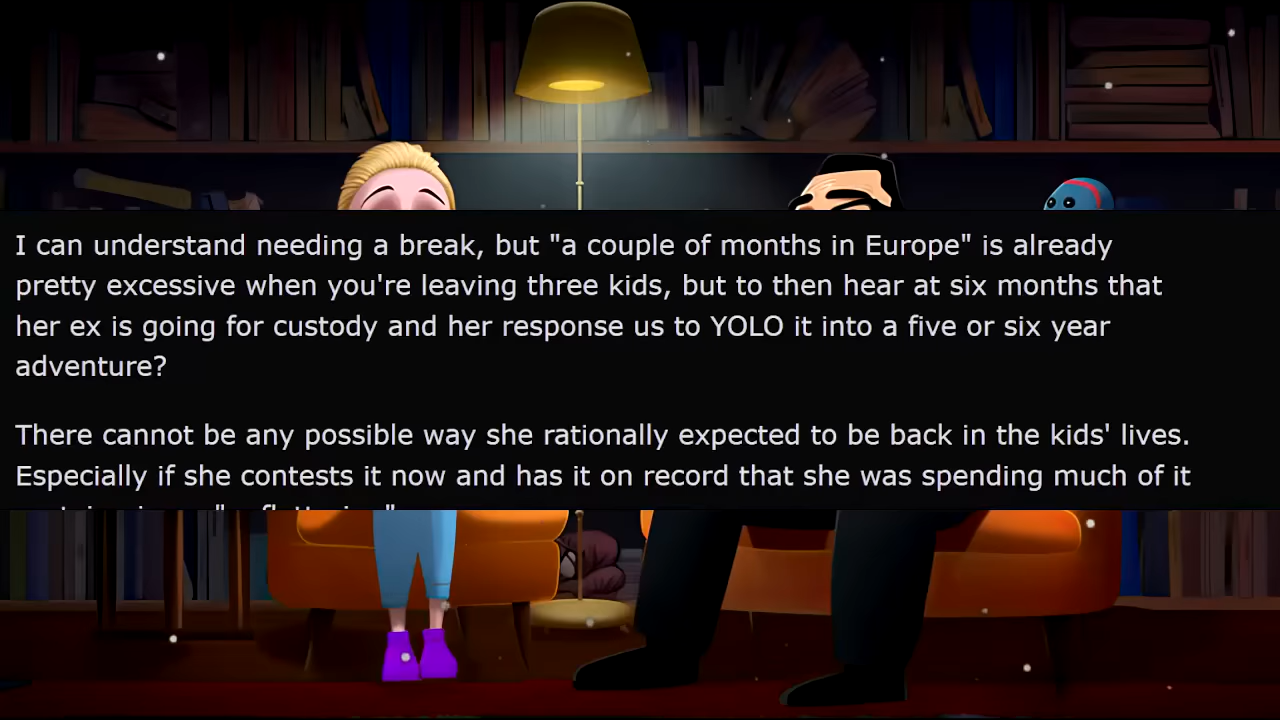 I can understand needing a break, but "a couple of months in Europe" is already
pretty excessive when you're leaving three kids, but to then hear at six months that
her ex is going for custody and her response us to YOLO it into a five or six year
adventure?
There cannot be any possible way she rationally expected to be back in the kids' lives.
Especially if she contests it now and has it on record that she was spending much of it